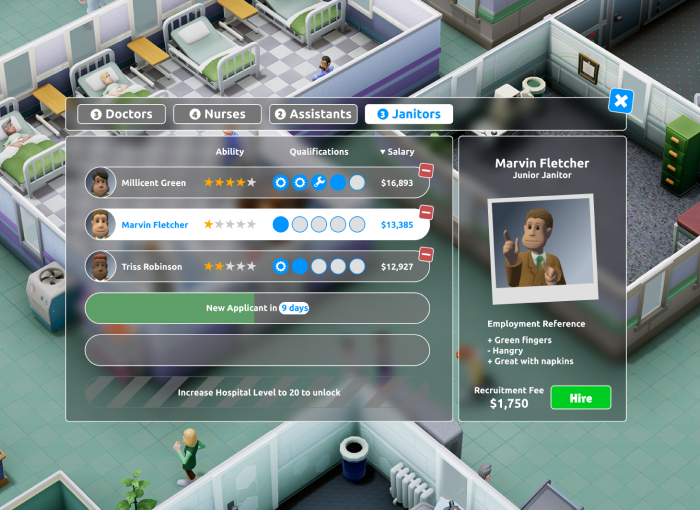 3 Doctors
4 Nurses
2 Assistants
3 Janitors
Ability
Qualifications
Salary
Millicent Green
$16,893
Marvin Fletcher
$13,385
Triss Robinson
$12,927
New Applicant in 9 days
Increase Hospital Level to 20 to unlock
Marvin Fletcher
Junior Janitor
Employment Reference
+ Green fingers
- Hangry
+ Great with napkins
Recruitment Fee
$1,750
Hire